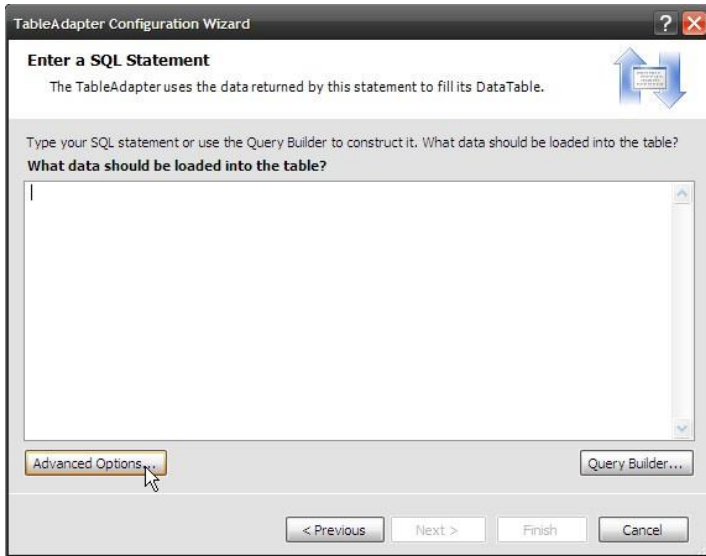 TableAdapter Configuration Wizard
Enter a SQL Statement
The TableAdapter uses the data returned by this statement to fill its DataTable.
Type your SQL statement or use the Query Builder to construct it. What data should be loaded into the table?
What data should be loaded into the table?
Advanced Options...
Query Builder...
< Previous
Next >
Finish
Cancel